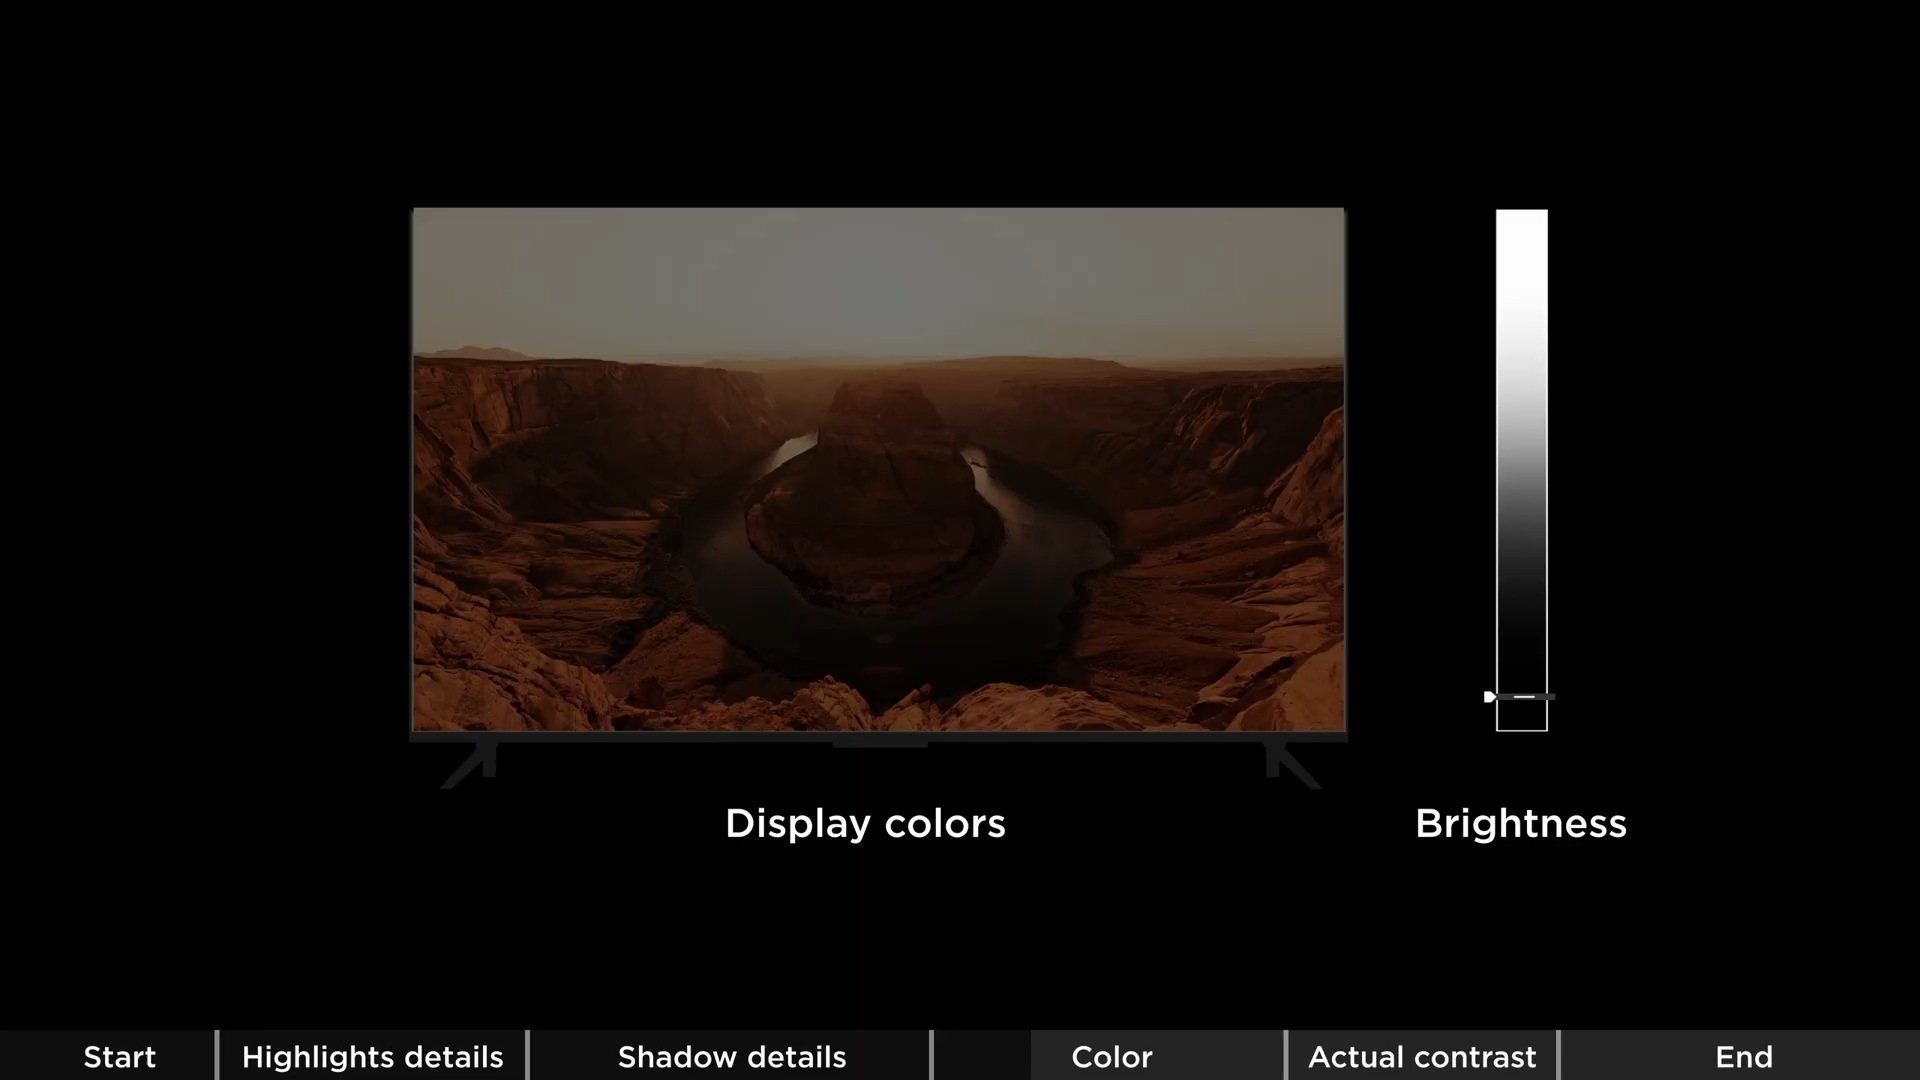 Display colors
Brightness
Start
Highlights details
Shadow details
Color
Actual contrast
End